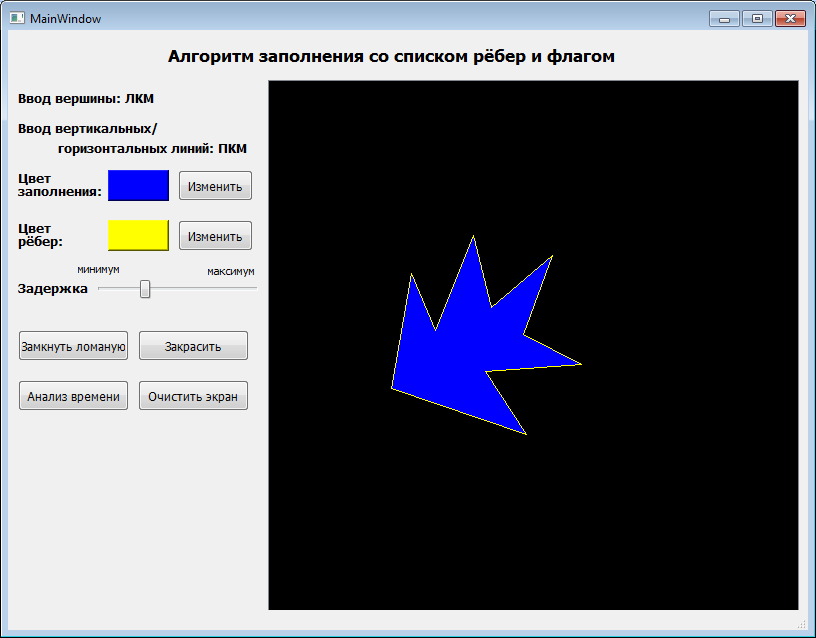 MainWindow
Алгоритм заполнения со списком рёбер и флагом
Ввод вершины: ЛКМ
Ввод вертикальных/
горизонтальных линий: ПКМ
Цвет
заполнения:
Изменить
Цвет
рёбер:
Изменить
минимум
максимум
Задержка
Замкнуть ломаную
Закрасить
Анализ времени
Очистить экран